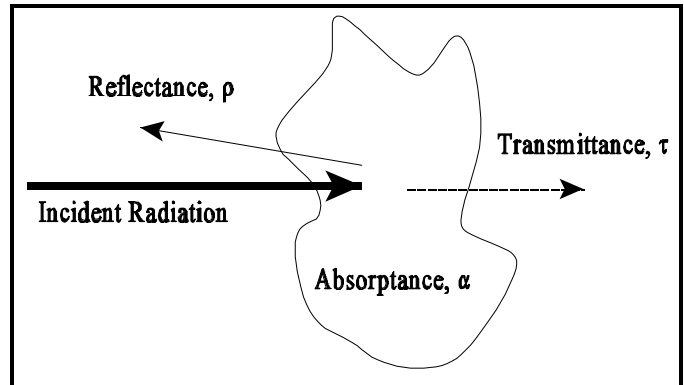 Reflectance, ρ
Transmittance, τ
Incident Radiation
Absorptance, α